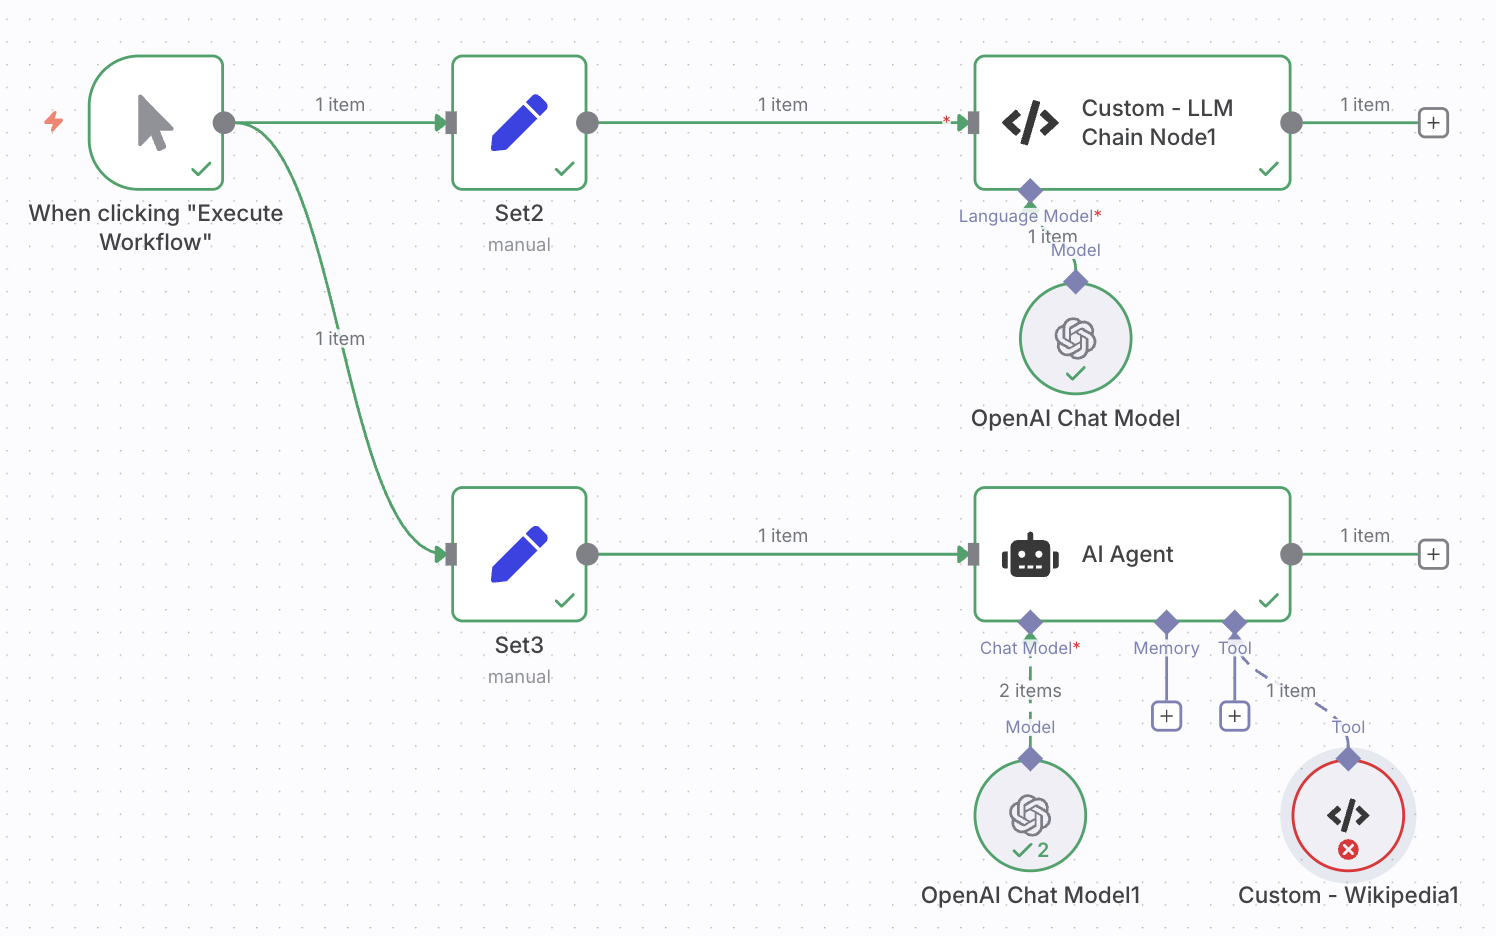 1 item
1 item
*
Custom - LLM
Chain Node1
1 item
When clicking "Execute
Workflow"
Set2
manual
Language Model*
1 item
Model
1 item
OpenAI Chat Model
1 item
AI Agent
1 item
Set3
manual
Chat Model*
Memory
Tool
2 items
1 item
Model
Tool
2
OpenAI Chat Model1
Custom - Wikipedia1